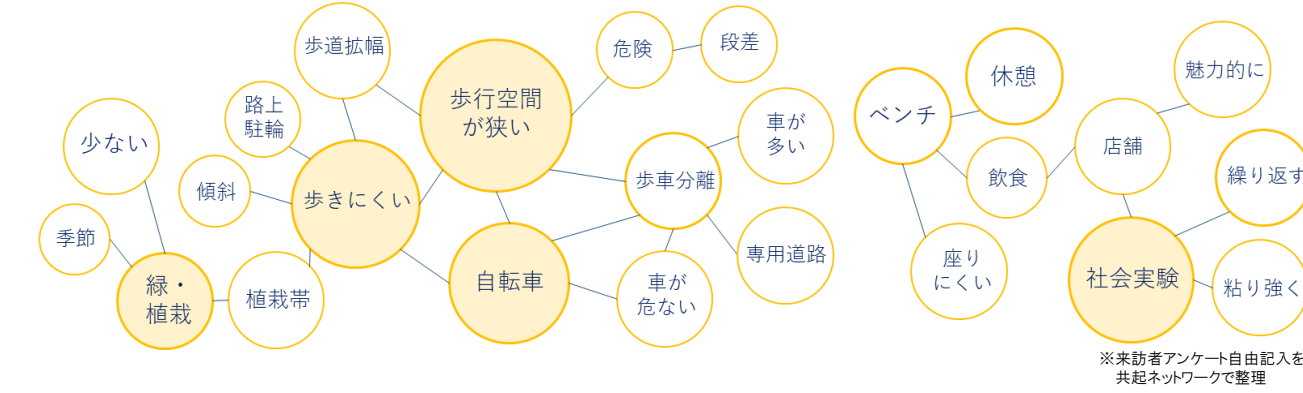 歩道拡幅
歩行空間
が狭い
危険
段差
路上
駐輪
少ない
傾斜
歩きにくい
季節
緑・
植栽
植栽帯
自転車
歩車分離
車が
多い
専用道路
車が
危ない
ベンチ
休憩
飲食
店舗
魅力的に
座り
にくい
社会実験
繰り返す
粘り強く
※来訪者アンケート自由記入を
共起ネットワークで整理